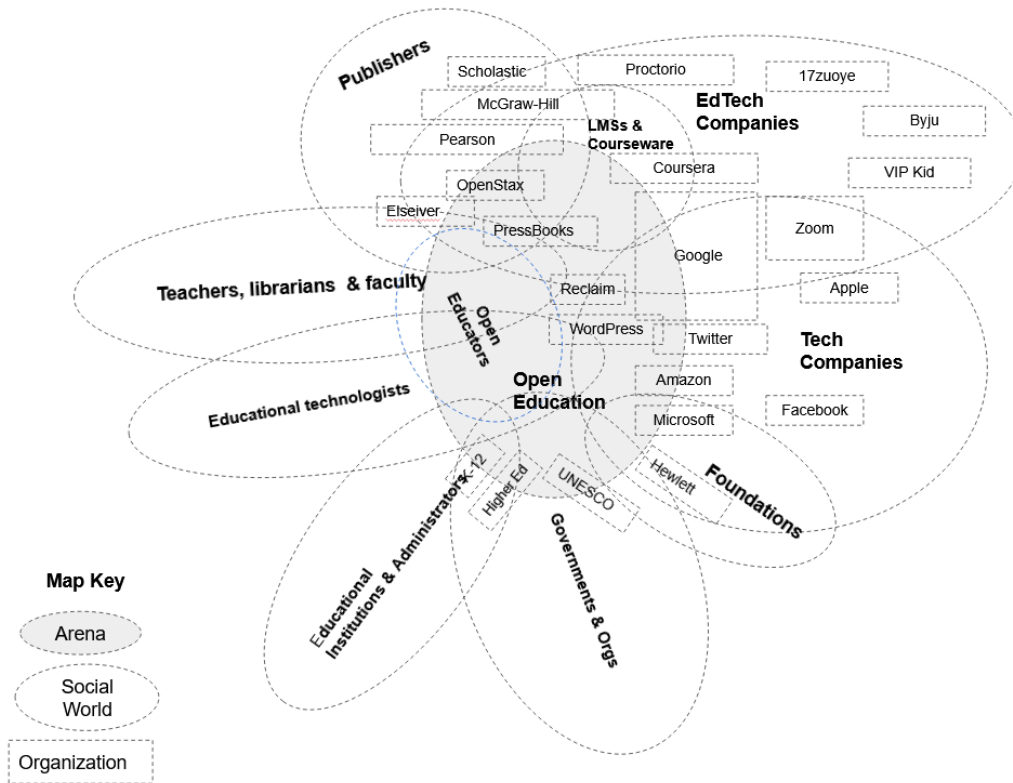 Publishers
Scholastic
Proctorio
17zuoye
McGraw-Hill
EdTech
Companies
Byju
LMSs &
Courseware
Pearson
Coursera
VIP Kid
OpenStax
Elseiver
PressBooks
Zoom
Google
Teachers, librarians & faculty
Reclaim
Apple
Open
Educators
WordPress
Twitter
Tech
Companies
Open
Education
Amazon
Educational technologists
Microsoft
Facebook
K-12
Higher Ed
UNESCO
Hewlett
Foundations
Educational
Institutions & Administrators
Governments & Orgs
Map Key
Arena
Social
World
Organization